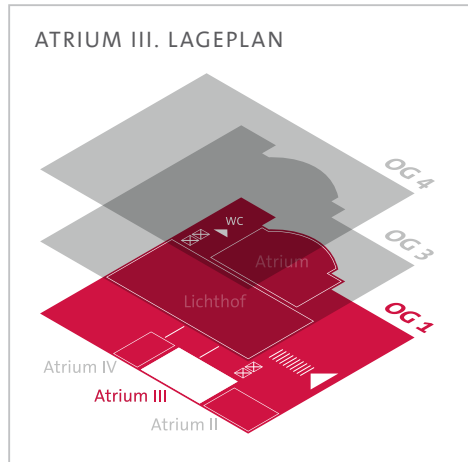 ATRIUM III. LAGEPLAN
OG 4
OG 3
WC
Atrium
Lichthof
OG 1
Atrium IV
Atrium III
Atrium II